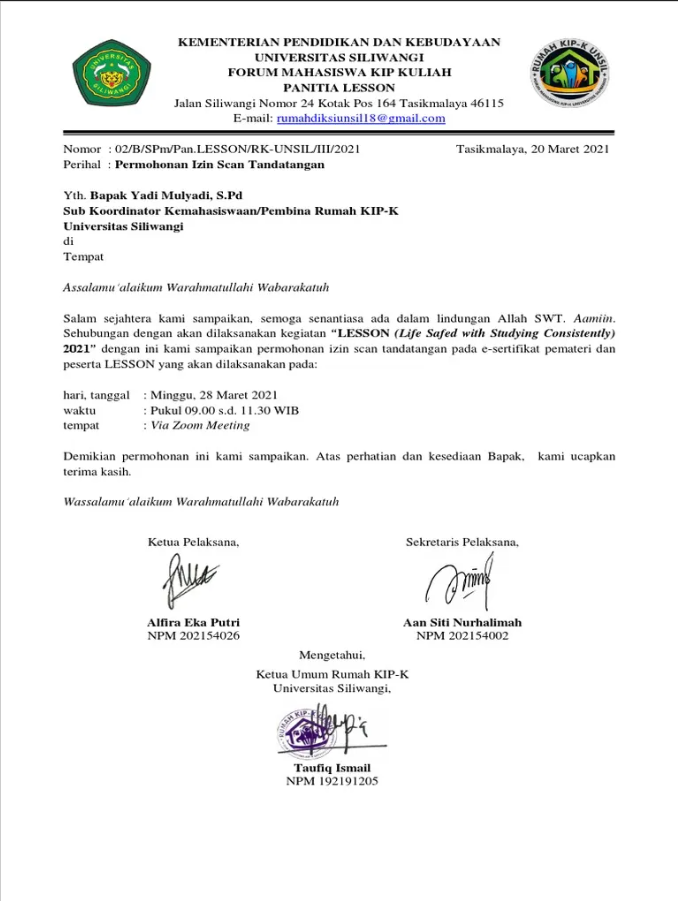 KEMENTERIAN PENDIDIKAN DAN KEBUDAYAAN
UNIVERSITAS SILIWANGI
FORUM MAHASISWA KIP KULIAH
PANITIA LESSON
Jalan Siliwangi Nomor 24 Kotak Pos 164 Tasikmalaya 46115
E-mail: rumahdiksiunsil18@gmail.com
UNIVERSITAS
SILIWANGI
RUMAH KIP-K UNSIL
Nomor : 02/B/SPm/Pan.LESSON/RK-UNSIL/III/2021 Tasikmalaya, 20 Maret 2021
Perihal : Permohonan Izin Scan Tandatangan
Yth. Bapak Yadi Mulyadi, S.Pd
Sub Koordinator Kemahasiswaan/Pembina Rumah KIP-K
Universitas Siliwangi
di
Tempat
Assalamu´alaikum Warahmatullahi Wabarakatuh
Salam sejahtera kami sampaikan, semoga senantiasa ada dalam lindungan Allah SWT. Aamiin.
Sehubungan dengan akan dilaksanakan kegiatan “LESSON (Life Safed with Studying Consistently)
2021” dengan ini kami sampaikan permohonan izin scan tandatangan pada e-sertifikat pemateri dan
peserta LESSON yang akan dilaksanakan pada:
hari, tanggal : Minggu, 28 Maret 2021
waktu : Pukul 09.00 s.d. 11.30 WIB
tempat : Via Zoom Meeting
Demikian permohonan ini kami sampaikan. Atas perhatian dan kesediaan Bapak, kami ucapkan
terima kasih.
Wassalamu´alaikum Warahmatullahi Wabarakatuh
Ketua Pelaksana, Sekretaris Pelaksana,
Alfira Eka Putri Aan Siti Nurhalimah
NPM 202154026 NPM 202154002
Mengetahui,
Ketua Umum Rumah KIP-K
Universitas Siliwangi,
RUMAH KIP-K
Taufiq Ismail
NPM 192191205